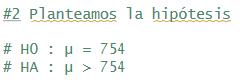 #2 Planteamos la hipótesis
# H0 : μ = 754
# HA : μ > 754